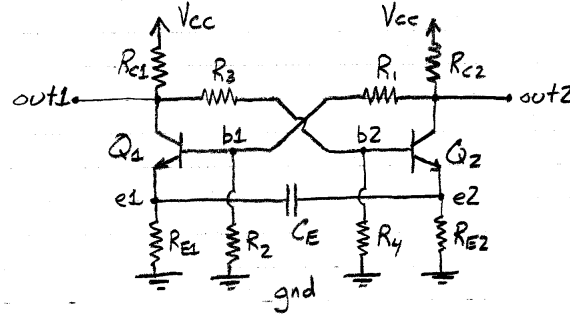 Vcc Vcc
RC1 R3 R1 RC2
out1 out2
Q1 b1 b2 Q2
e1 e2
RE1 R2 CE R4 RE2
gnd